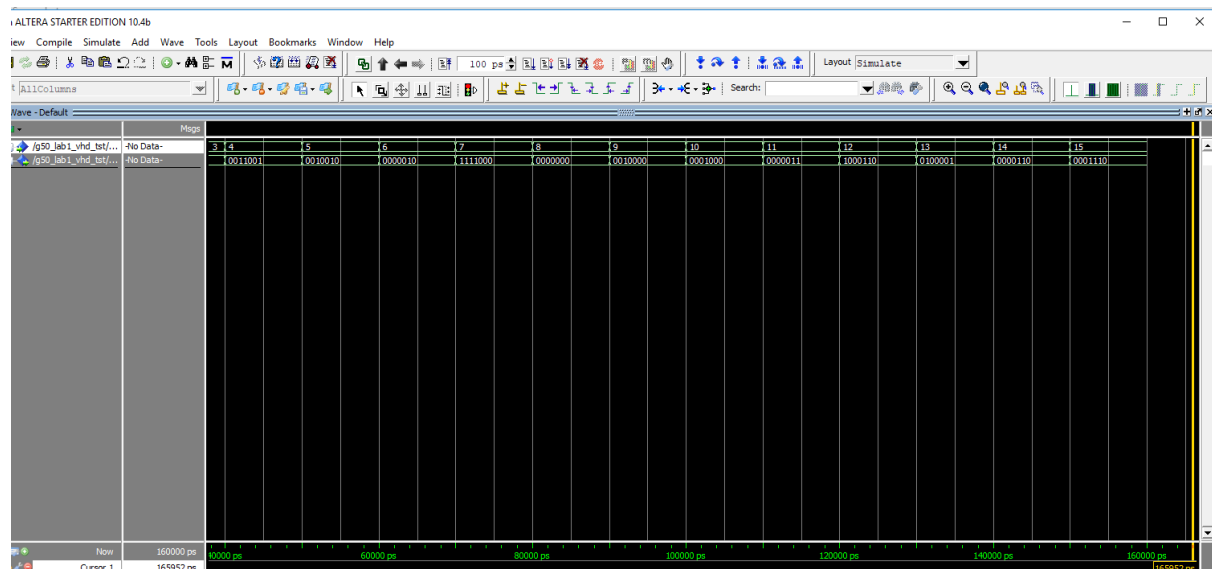 ALTERA STARTER EDITION 10.4b
iew Compile Simulate Add Wave Tools Layout Bookmarks Window Help
100 ps Layout Simulate
AllColumns Search:
Wave - Default
Msgs
/g50_lab1_vhd_tst/... -No Data- 3 4 5 6 7 8 9 10 11 12 13 14 15
/g50_lab1_vhd_tst/... -No Data- 0011001 0010010 0000010 1111000 0000000 0010000 0001000 0000011 1000110 0100001 0000110 0001110
Now 160000 ps 40000 ps 60000 ps 80000 ps 100000 ps 120000 ps 140000 ps 160000 ps
Cursor 1 165952 ps 165952 ps